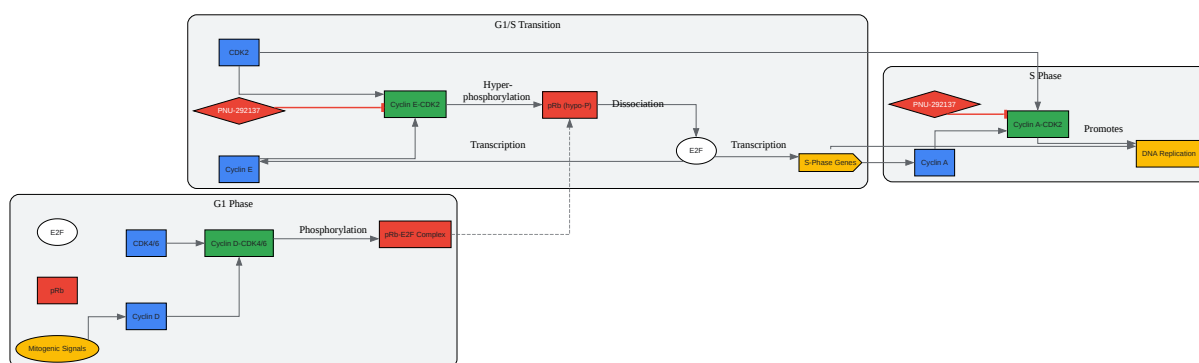 G1/S Transition
CDK2
PNU-292137
Cyclin E-CDK2
Hyper-
phosphorylation
pRb (hypo-P)
Dissociation
E2F
Transcription
Transcription
Cyclin E
S-Phase Genes
S Phase
PNU-292137
Cyclin A-CDK2
Promotes
Cyclin A
DNA Replication
G1 Phase
E2F
CDK4/6
Cyclin D-CDK4/6
Phosphorylation
pRb-E2F Complex
pRb
Cyclin D
Mitogenic Signals